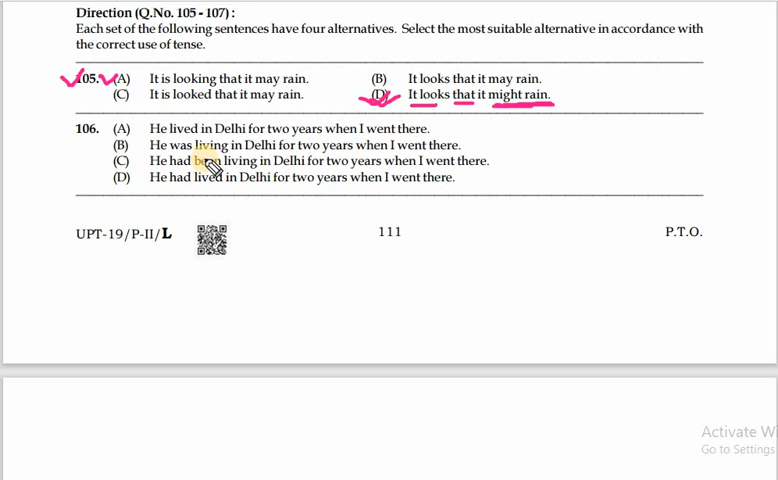 Direction (Q.No. 105 - 107) :
Each set of the following sentences have four alternatives. Select the most suitable alternative in accordance with
the correct use of tense.
105. (A) It is looking that it may rain. (B) It looks that it may rain.
(C) It is looked that it may rain. (D) It looks that it might rain.
106. (A) He lived in Delhi for two years when I went there.
(B) He was living in Delhi for two years when I went there.
(C) He had been living in Delhi for two years when I went there.
(D) He had lived in Delhi for two years when I went there.
UPT-19/P-II/L 111 P.T.O.
Activate Wi
Go to Settings